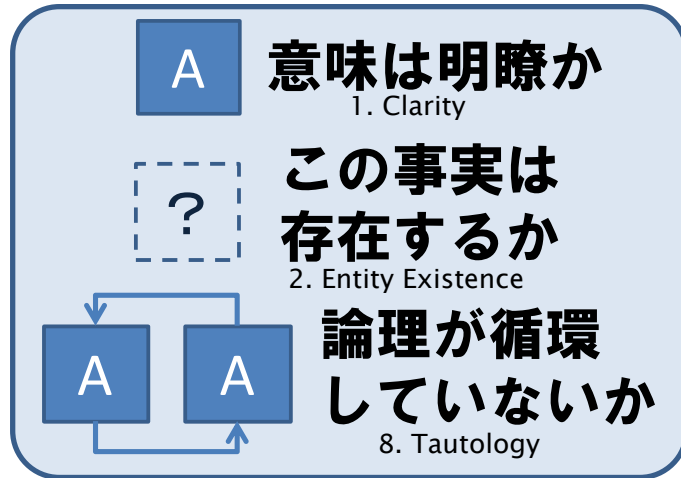 A
意味は明瞭か
1. Clarity
?
この事実は
存在するか
2. Entity Existence
A
A
論理が循環
していないか
8. Tautology